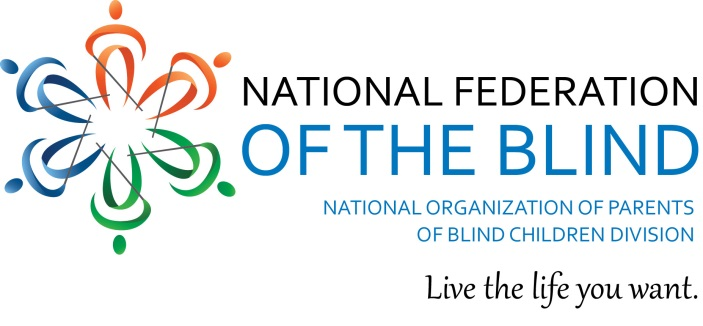 NATIONAL FEDERATION
OF THE BLIND
NATIONAL ORGANIZATION OF PARENTS
OF BLIND CHILDREN DIVISION
Live the life you want.